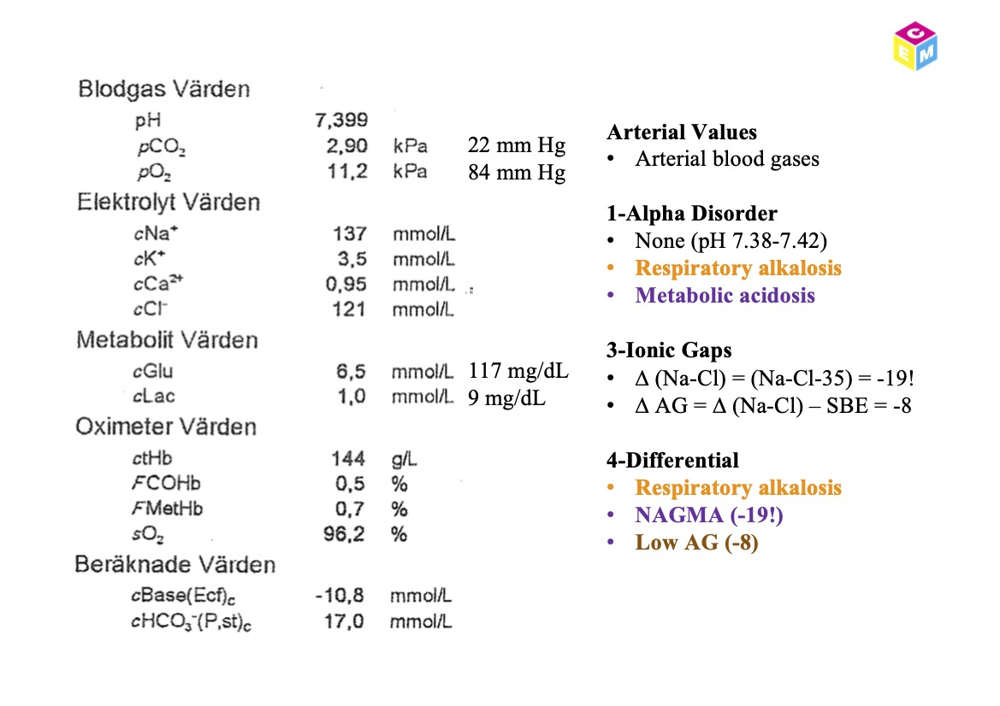 G
E M
Blodgas Värden
pH 7,399
pCO₂ 2,90 kPa 22 mm Hg
pO₂ 11,2 kPa 84 mm Hg
Elektrolyt Värden
cNa⁺ 137 mmol/L
cK⁺ 3,5 mmol/L
cCa²⁺ 0,95 mmol/L
cCl⁻ 121 mmol/L
Metabolit Värden
cGlu 6,5 mmol/L 117 mg/dL
cLac 1,0 mmol/L 9 mg/dL
Oximeter Värden
ctHb 144 g/L
FCOHb 0,5 %
FMetHb 0,7 %
sO₂ 96,2 %
Beräknade Värden
cBase(Ecf)c -10,8 mmol/L
cHCO₃⁻(P,st)c 17,0 mmol/L
Arterial Values
• Arterial blood gases
1-Alpha Disorder
• None (pH 7.38-7.42)
• Respiratory alkalosis
• Metabolic acidosis
3-Ionic Gaps
• Δ (Na-Cl) = (Na-Cl-35) = -19!
• Δ AG = Δ (Na-Cl) – SBE = -8
4-Differential
• Respiratory alkalosis
• NAGMA (-19!)
• Low AG (-8)